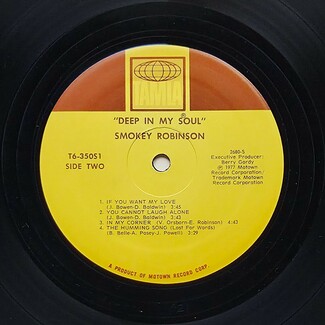 TAMLA
"DEEP IN MY SOUL"
SMOKEY ROBINSON
T6-350S1
SIDE TWO
2680-S
Executive Producer:
Berry Gordy
℗ 1977 Motown
Record Corporation
Trademark Motown
Record Corporation
1. IF YOU WANT MY LOVE
(J. Bowen-D. Baldwin) 3:45
2. YOU CANNOT LAUGH ALONE
(J. Bowen-D. Baldwin) 2:45
3. IN MY CORNER (V. Orsborn-E. Robinson) 4:43
4. THE HUMMING SONG (Lost For Words)
(B. Belle-A. Posey-J. Powell) 3:29
A PRODUCT OF MOTOWN RECORD CORP.